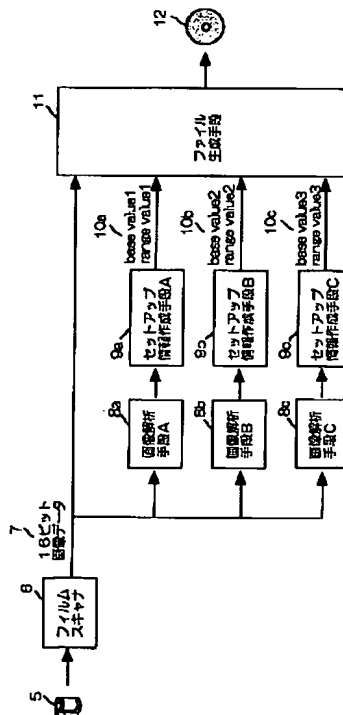 5
6
フィルム
スキャナ
7
16ビット
画像データ
8a
画像解析
手段A
8b
画像解析
手段B
8c
画像解析
手段C
9a
セットアップ
情報作成手段A
9b
セットアップ
情報作成手段B
9c
セットアップ
情報作成手段C
10a
base value1
range value1
10b
base value2
range value2
10c
base value3
range value3
11
ファイル
生成手段
12